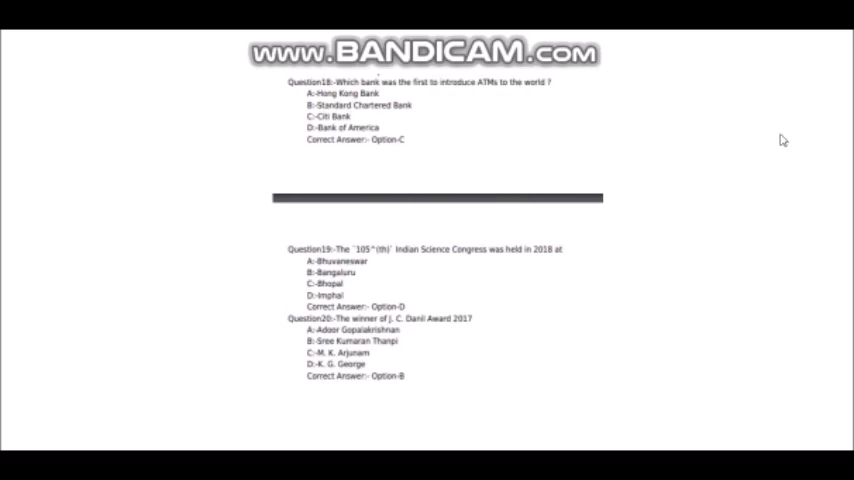 www.BANDICAM.com
Question18:-Which bank was the first to introduce ATMs to the world ?
A:-Hong Kong Bank
B:-Standard Chartered Bank
C:-Citi Bank
D:-Bank of America
Correct Answer:- Option-C
Question19:-The `105^(th)` Indian Science Congress was held in 2018 at
A:-Bhuvaneswar
B:-Bangaluru
C:-Bhopal
D:-Imphal
Correct Answer:- Option-D
Question20:-The winner of J. C. Danil Award 2017
A:-Adoor Gopalakrishnan
B:-Sree Kumaran Thanpi
C:-M. K. Arjunam
D:-K. G. George
Correct Answer:- Option-B